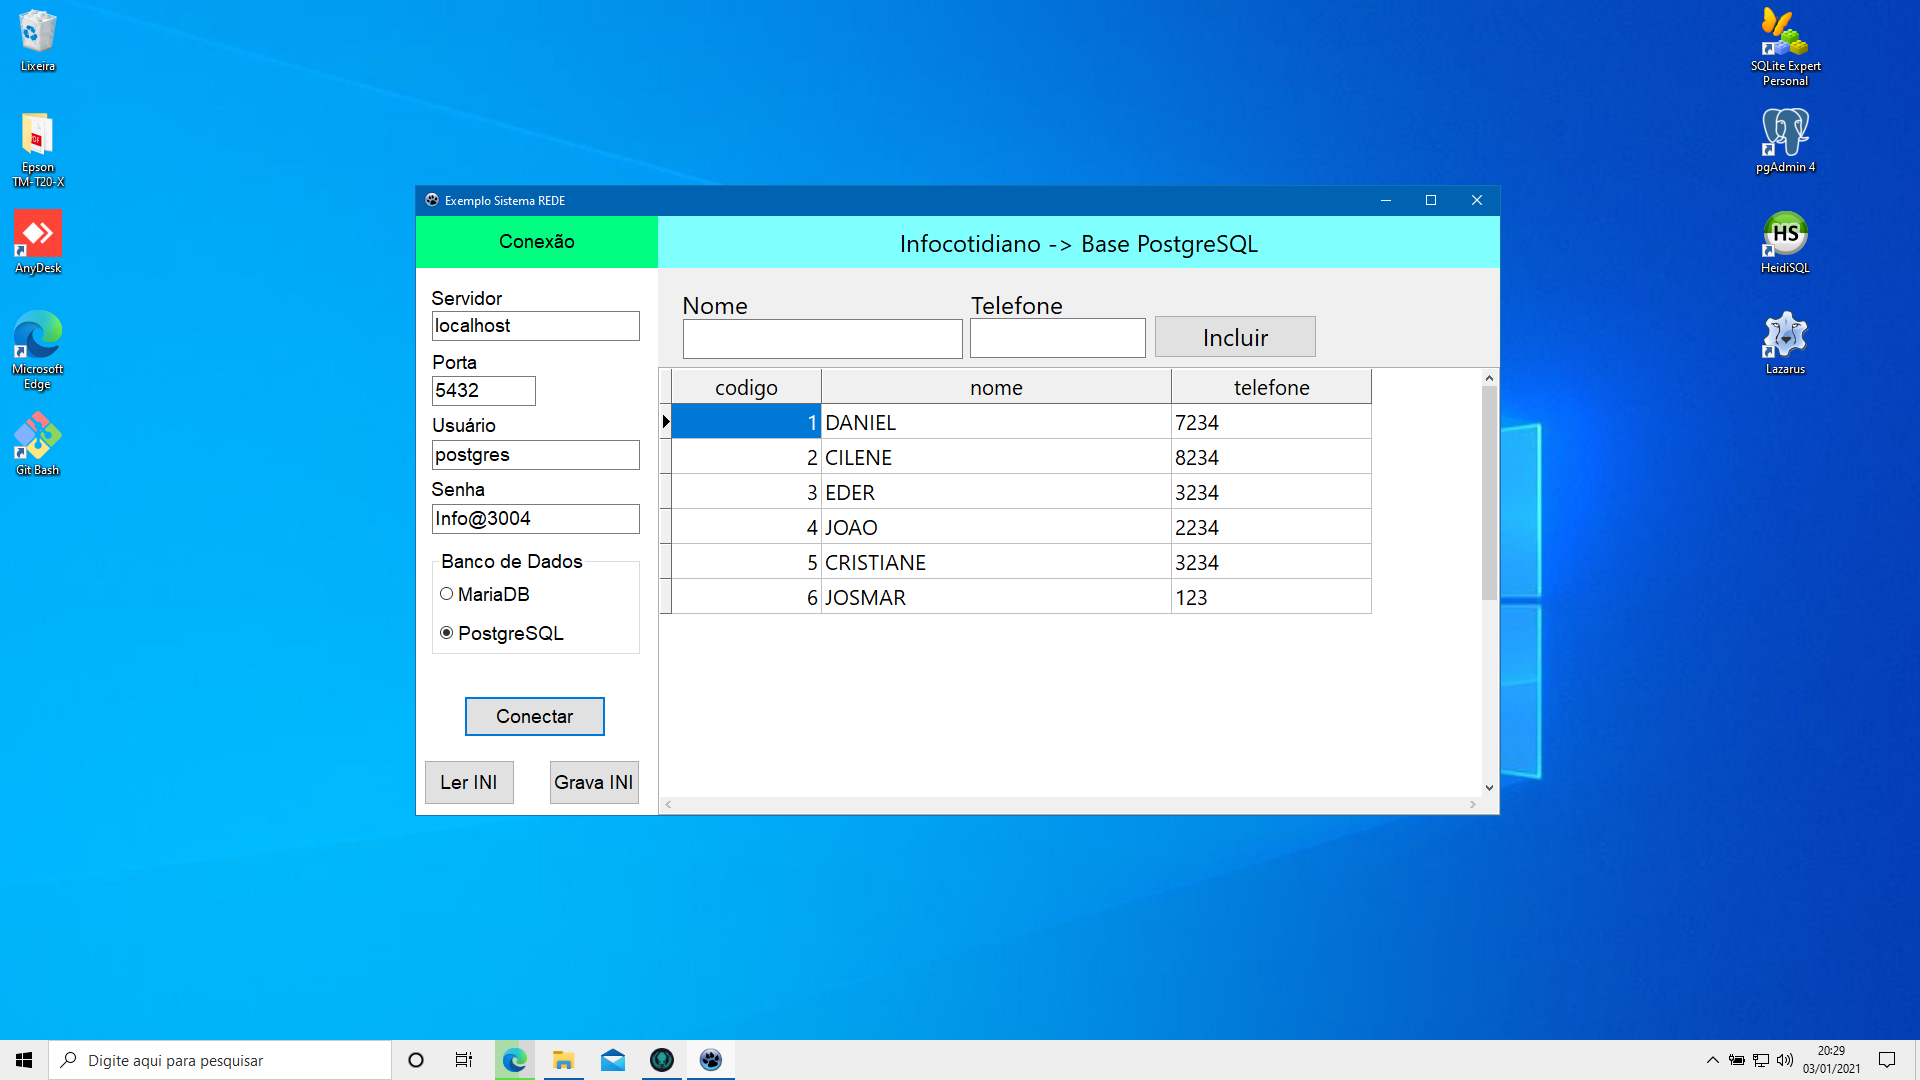 Lixeira
Epson
TM-T20-X
AnyDesk
Microsoft
Edge
Git Bash
SQLite Expert
Personal
pgAdmin 4
HS
HeidiSQL
Lazarus
Exemplo Sistema REDE
Conexão
Infocotidiano -> Base PostgreSQL
Servidor
localhost
Porta
5432
Usuário
postgres
Senha
Info@3004
Banco de Dados
MariaDB
PostgreSQL
Conectar
Ler INI
Grava INI
Nome
Telefone
Incluir
codigo nome telefone
1 DANIEL 7234
2 CILENE 8234
3 EDER 3234
4 JOAO 2234
5 CRISTIANE 3234
6 JOSMAR 123
Digite aqui para pesquisar
20:29
03/01/2021
PDF